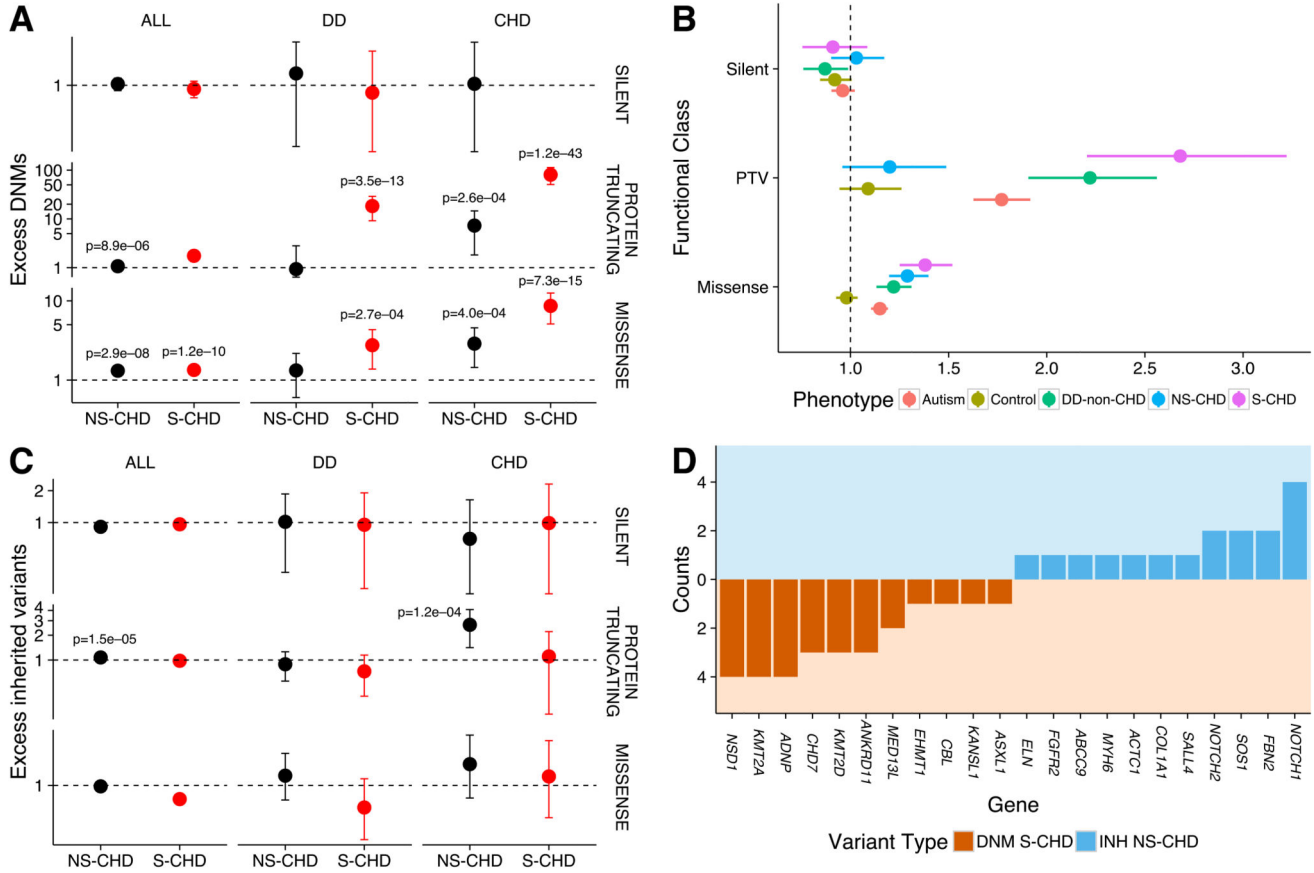 A
ALL DD CHD
Excess DNMs
1
SILENT
100
50
20
10
5
1
p=8.9e–06
p=3.5e–13
p=2.6e–04
p=1.2e–43
PROTEIN
TRUNCATING
10
5
1
p=2.9e–08
p=1.2e–10
p=2.7e–04
p=4.0e–04
p=7.3e–15
MISSENSE
NS-CHD S-CHD NS-CHD S-CHD NS-CHD S-CHD
B
Functional Class
Silent
PTV
Missense
1.0 1.5 2.0 2.5 3.0
Phenotype Autism Control DD-non-CHD NS-CHD S-CHD
C
ALL DD CHD
Excess inherited variants
2
1
SILENT
4
3
2
1
p=1.5e–05
p=1.2e–04
PROTEIN
TRUNCATING
1
MISSENSE
NS-CHD S-CHD NS-CHD S-CHD NS-CHD S-CHD
D
Counts
4
2
0
2
4
NSD1 KMT2A ADNP CHD7 KMT2D ANKRD11 MED13L EHMT1 CBL KANSL1 ASXL1 ELN FGFR2 ABCC9 MYH6 ACTC1 COL1A1 SALL4 NOTCH2 SOS1 FBN2 NOTCH1
Gene
Variant Type DNM S-CHD INH NS-CHD